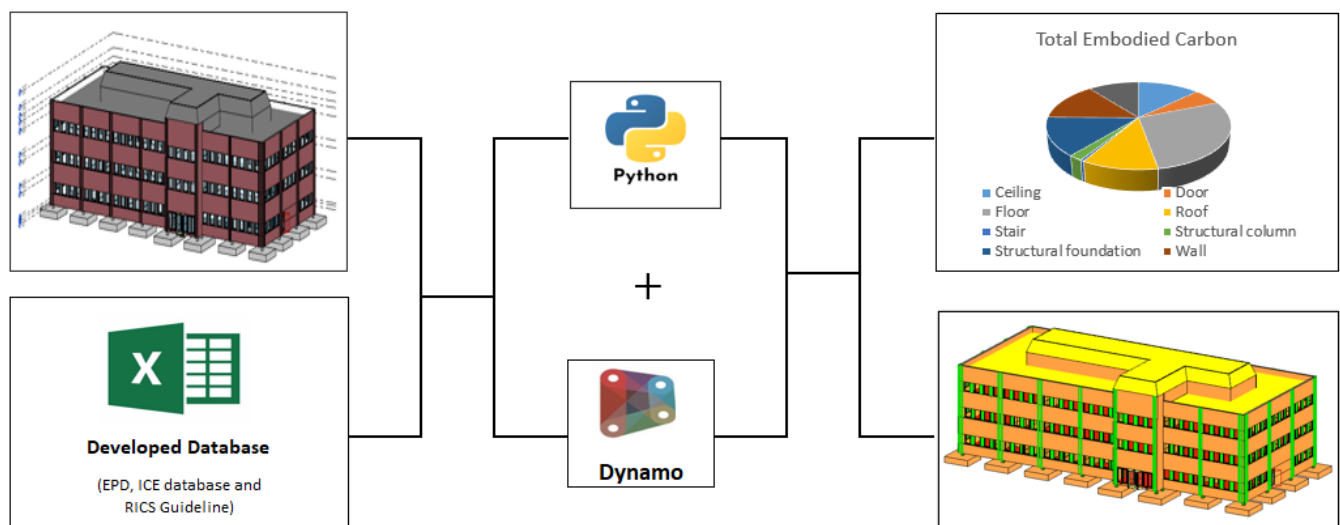 X
Developed Database
(EPD, ICE database and
RICS Guideline)
Python
+
Dynamo
Total Embodied Carbon
Ceiling
Door
Floor
Roof
Stair
Structural column
Structural foundation
Wall